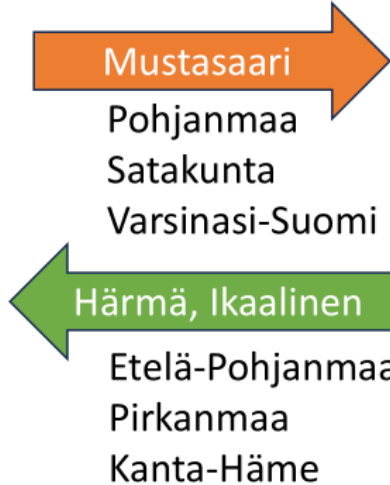 Mustasaari
Pohjanmaa
Satakunta
Varsinasi-Suomi
Härmä, Ikaalinen
Etelä-Pohjanmaa
Pirkanmaa
Kanta-Häme